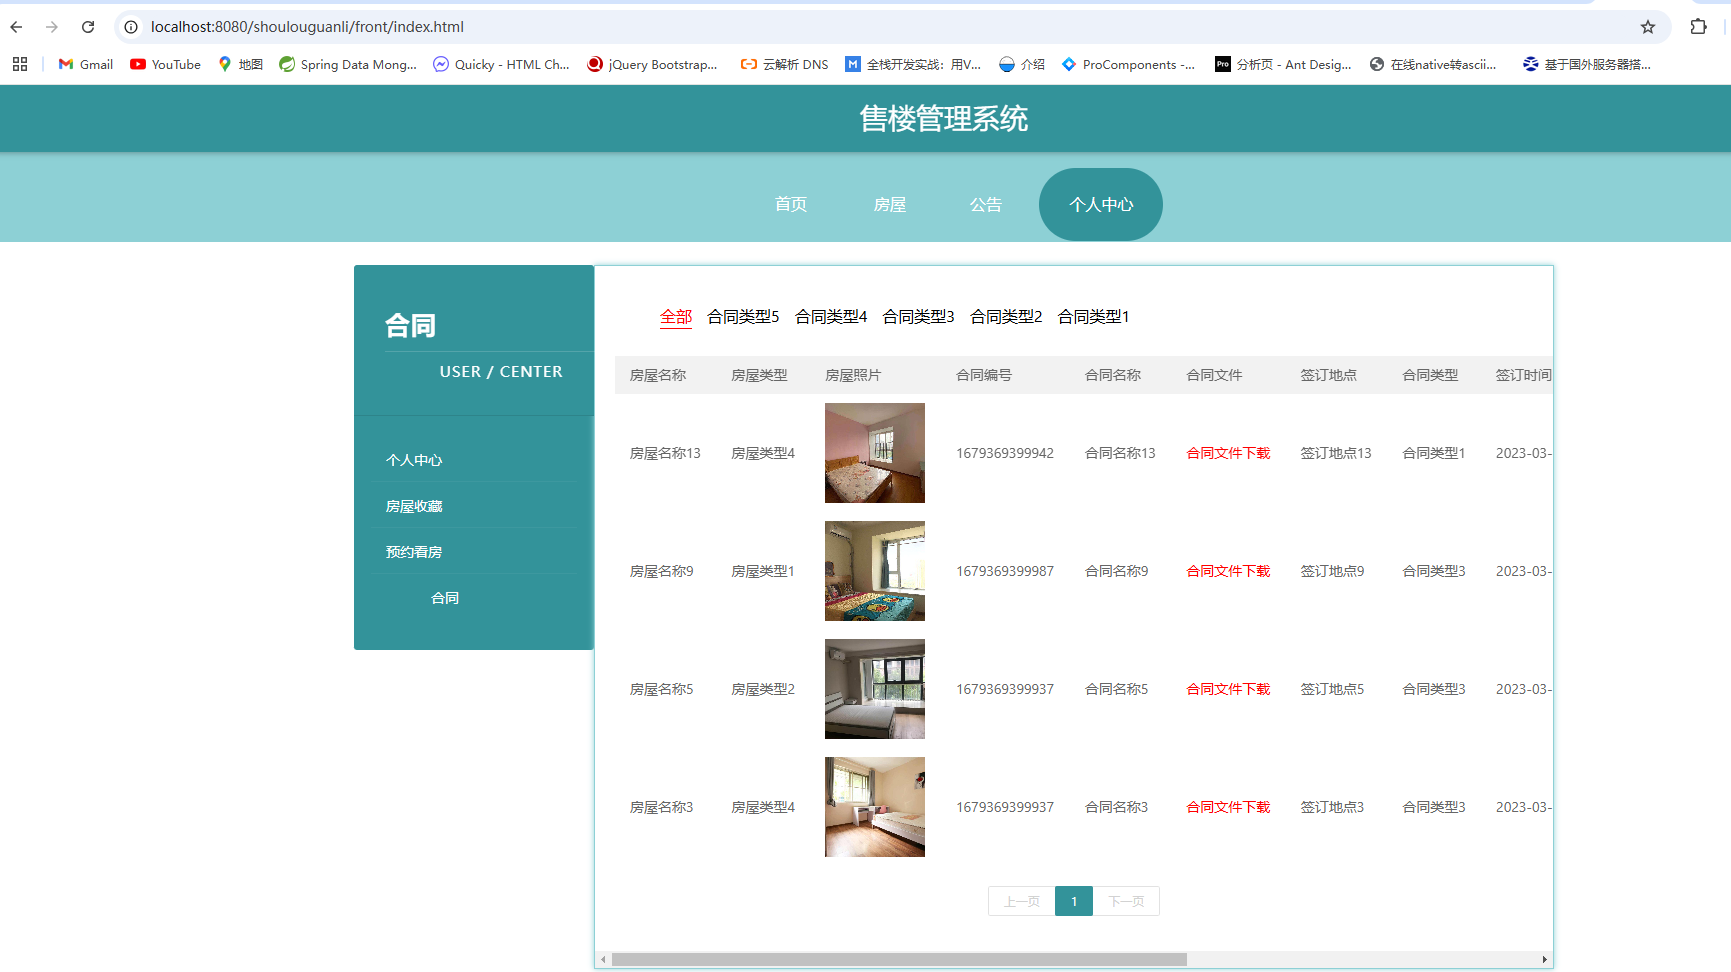 localhost:8080/shoulouguanli/front/index.html
Gmail YouTube 地图 Spring Data Mong... Quicky - HTML Ch... jQuery Bootstrap... 云解析 DNS 全栈开发实战：用V... 介绍 ProComponents -... 分析页 - Ant Desig... 在线native转ascii... 基于国外服务器搭...
售楼管理系统
首页 房屋 公告 个人中心
合同
USER / CENTER
个人中心
房屋收藏
预约看房
合同
全部 合同类型5 合同类型4 合同类型3 合同类型2 合同类型1
房屋名称 房屋类型 房屋照片 合同编号 合同名称 合同文件 签订地点 合同类型 签订时间
房屋名称13 房屋类型4 1679369399942 合同名称13 合同文件下载 签订地点13 合同类型1 2023-03-
房屋名称9 房屋类型1 1679369399987 合同名称9 合同文件下载 签订地点9 合同类型3 2023-03-
房屋名称5 房屋类型2 1679369399937 合同名称5 合同文件下载 签订地点5 合同类型3 2023-03-
房屋名称3 房屋类型4 1679369399937 合同名称3 合同文件下载 签订地点3 合同类型3 2023-03-
上一页 1 下一页